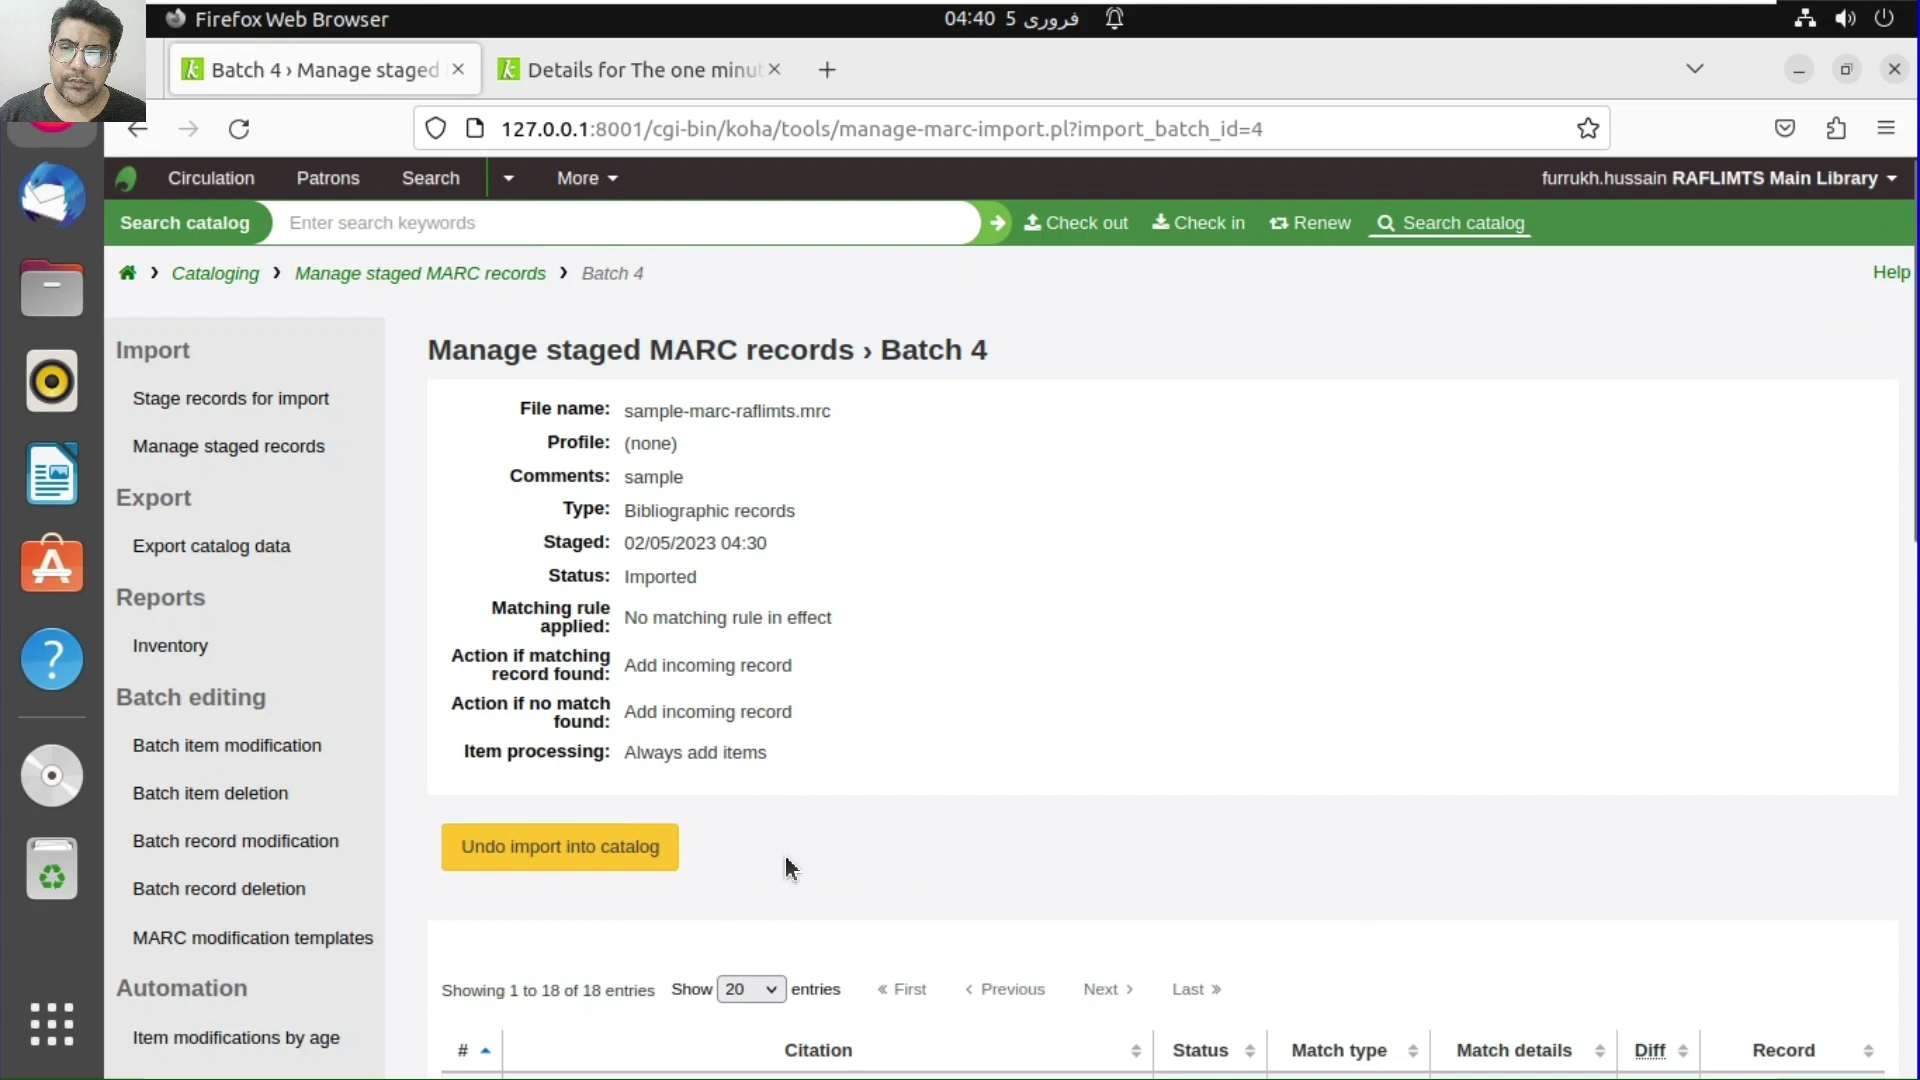 Firefox Web Browser
04:40 5 فروری
Batch 4 › Manage staged
Details for The one minut
127.0.0.1:8001/cgi-bin/koha/tools/manage-marc-import.pl?import_batch_id=4
Circulation Patrons Search More
furrukh.hussain RAFLIMTS Main Library
Search catalog Enter search keywords Check out Check in Renew Search catalog
Cataloging › Manage staged MARC records › Batch 4
Help
Import
Stage records for import
Manage staged records
Export
Export catalog data
Reports
Inventory
Batch editing
Batch item modification
Batch item deletion
Batch record modification
Batch record deletion
MARC modification templates
Automation
Item modifications by age
Manage staged MARC records › Batch 4
File name: sample-marc-raflimts.mrc
Profile: (none)
Comments: sample
Type: Bibliographic records
Staged: 02/05/2023 04:30
Status: Imported
Matching rule
applied: No matching rule in effect
Action if matching
record found: Add incoming record
Action if no match
found: Add incoming record
Item processing: Always add items
Undo import into catalog
Showing 1 to 18 of 18 entries Show 20 entries « First ‹ Previous Next › Last »
# Citation Status Match type Match details Diff Record